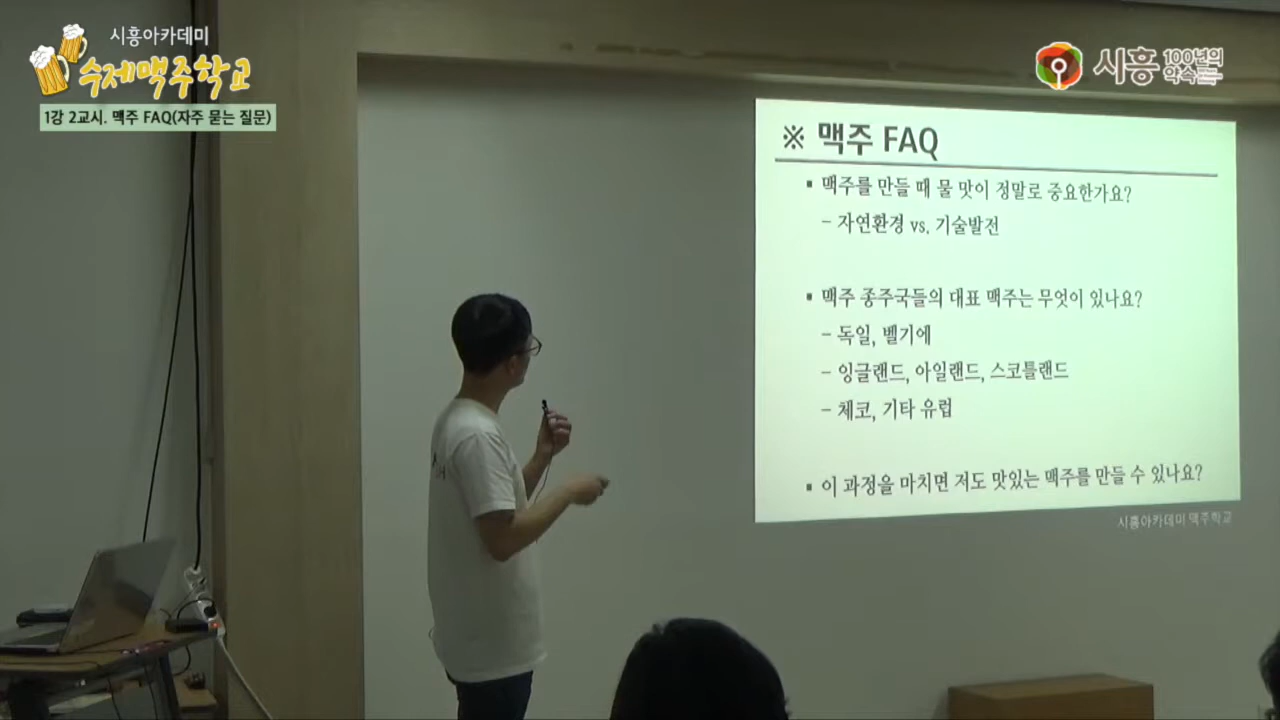 시흥아카데미
수제맥주학교
1강 2교시. 맥주 FAQ(자주 묻는 질문)
시흥 100년의 약속
※ 맥주 FAQ
▪ 맥주를 만들 때 물 맛이 정말로 중요한가요?
– 자연환경 vs. 기술발전
▪ 맥주 종주국들의 대표 맥주는 무엇이 있나요?
– 독일, 벨기에
– 잉글랜드, 아일랜드, 스코틀랜드
– 체코, 기타 유럽
▪ 이 과정을 마치면 저도 맛있는 맥주를 만들 수 있나요?
시흥아카데미 맥주학교